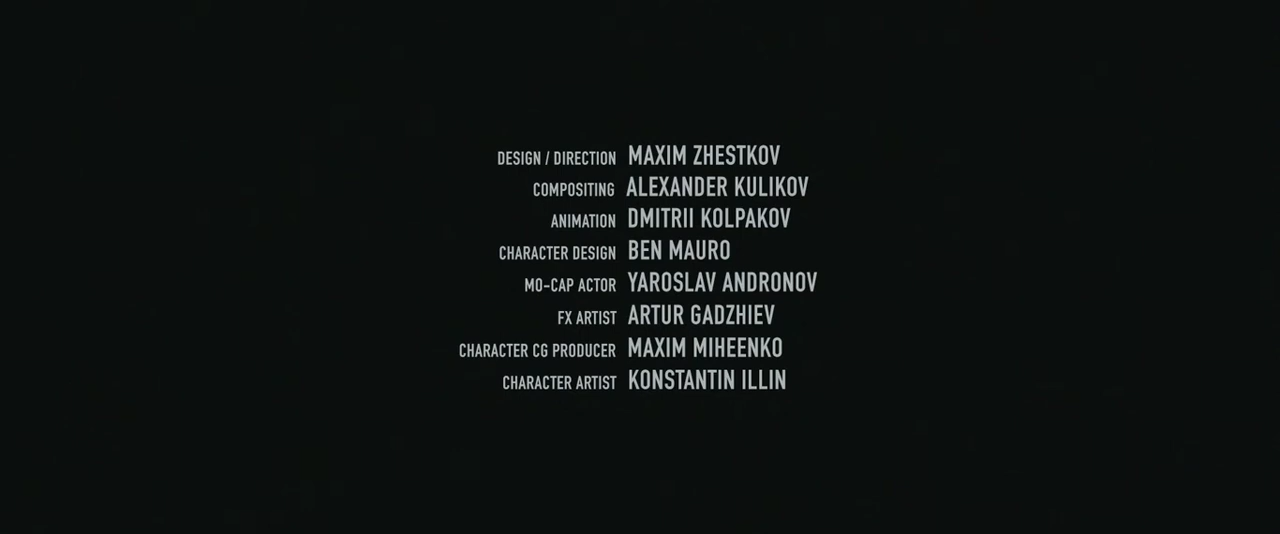 DESIGN / DIRECTION MAXIM ZHESTKOV
COMPOSITING ALEXANDER KULIKOV
ANIMATION DMITRII KOLPAKOV
CHARACTER DESIGN BEN MAURO
MO-CAP ACTOR YAROSLAV ANDRONOV
FX ARTIST ARTUR GADZHIEV
CHARACTER CG PRODUCER MAXIM MIHEENKO
CHARACTER ARTIST KONSTANTIN ILLIN